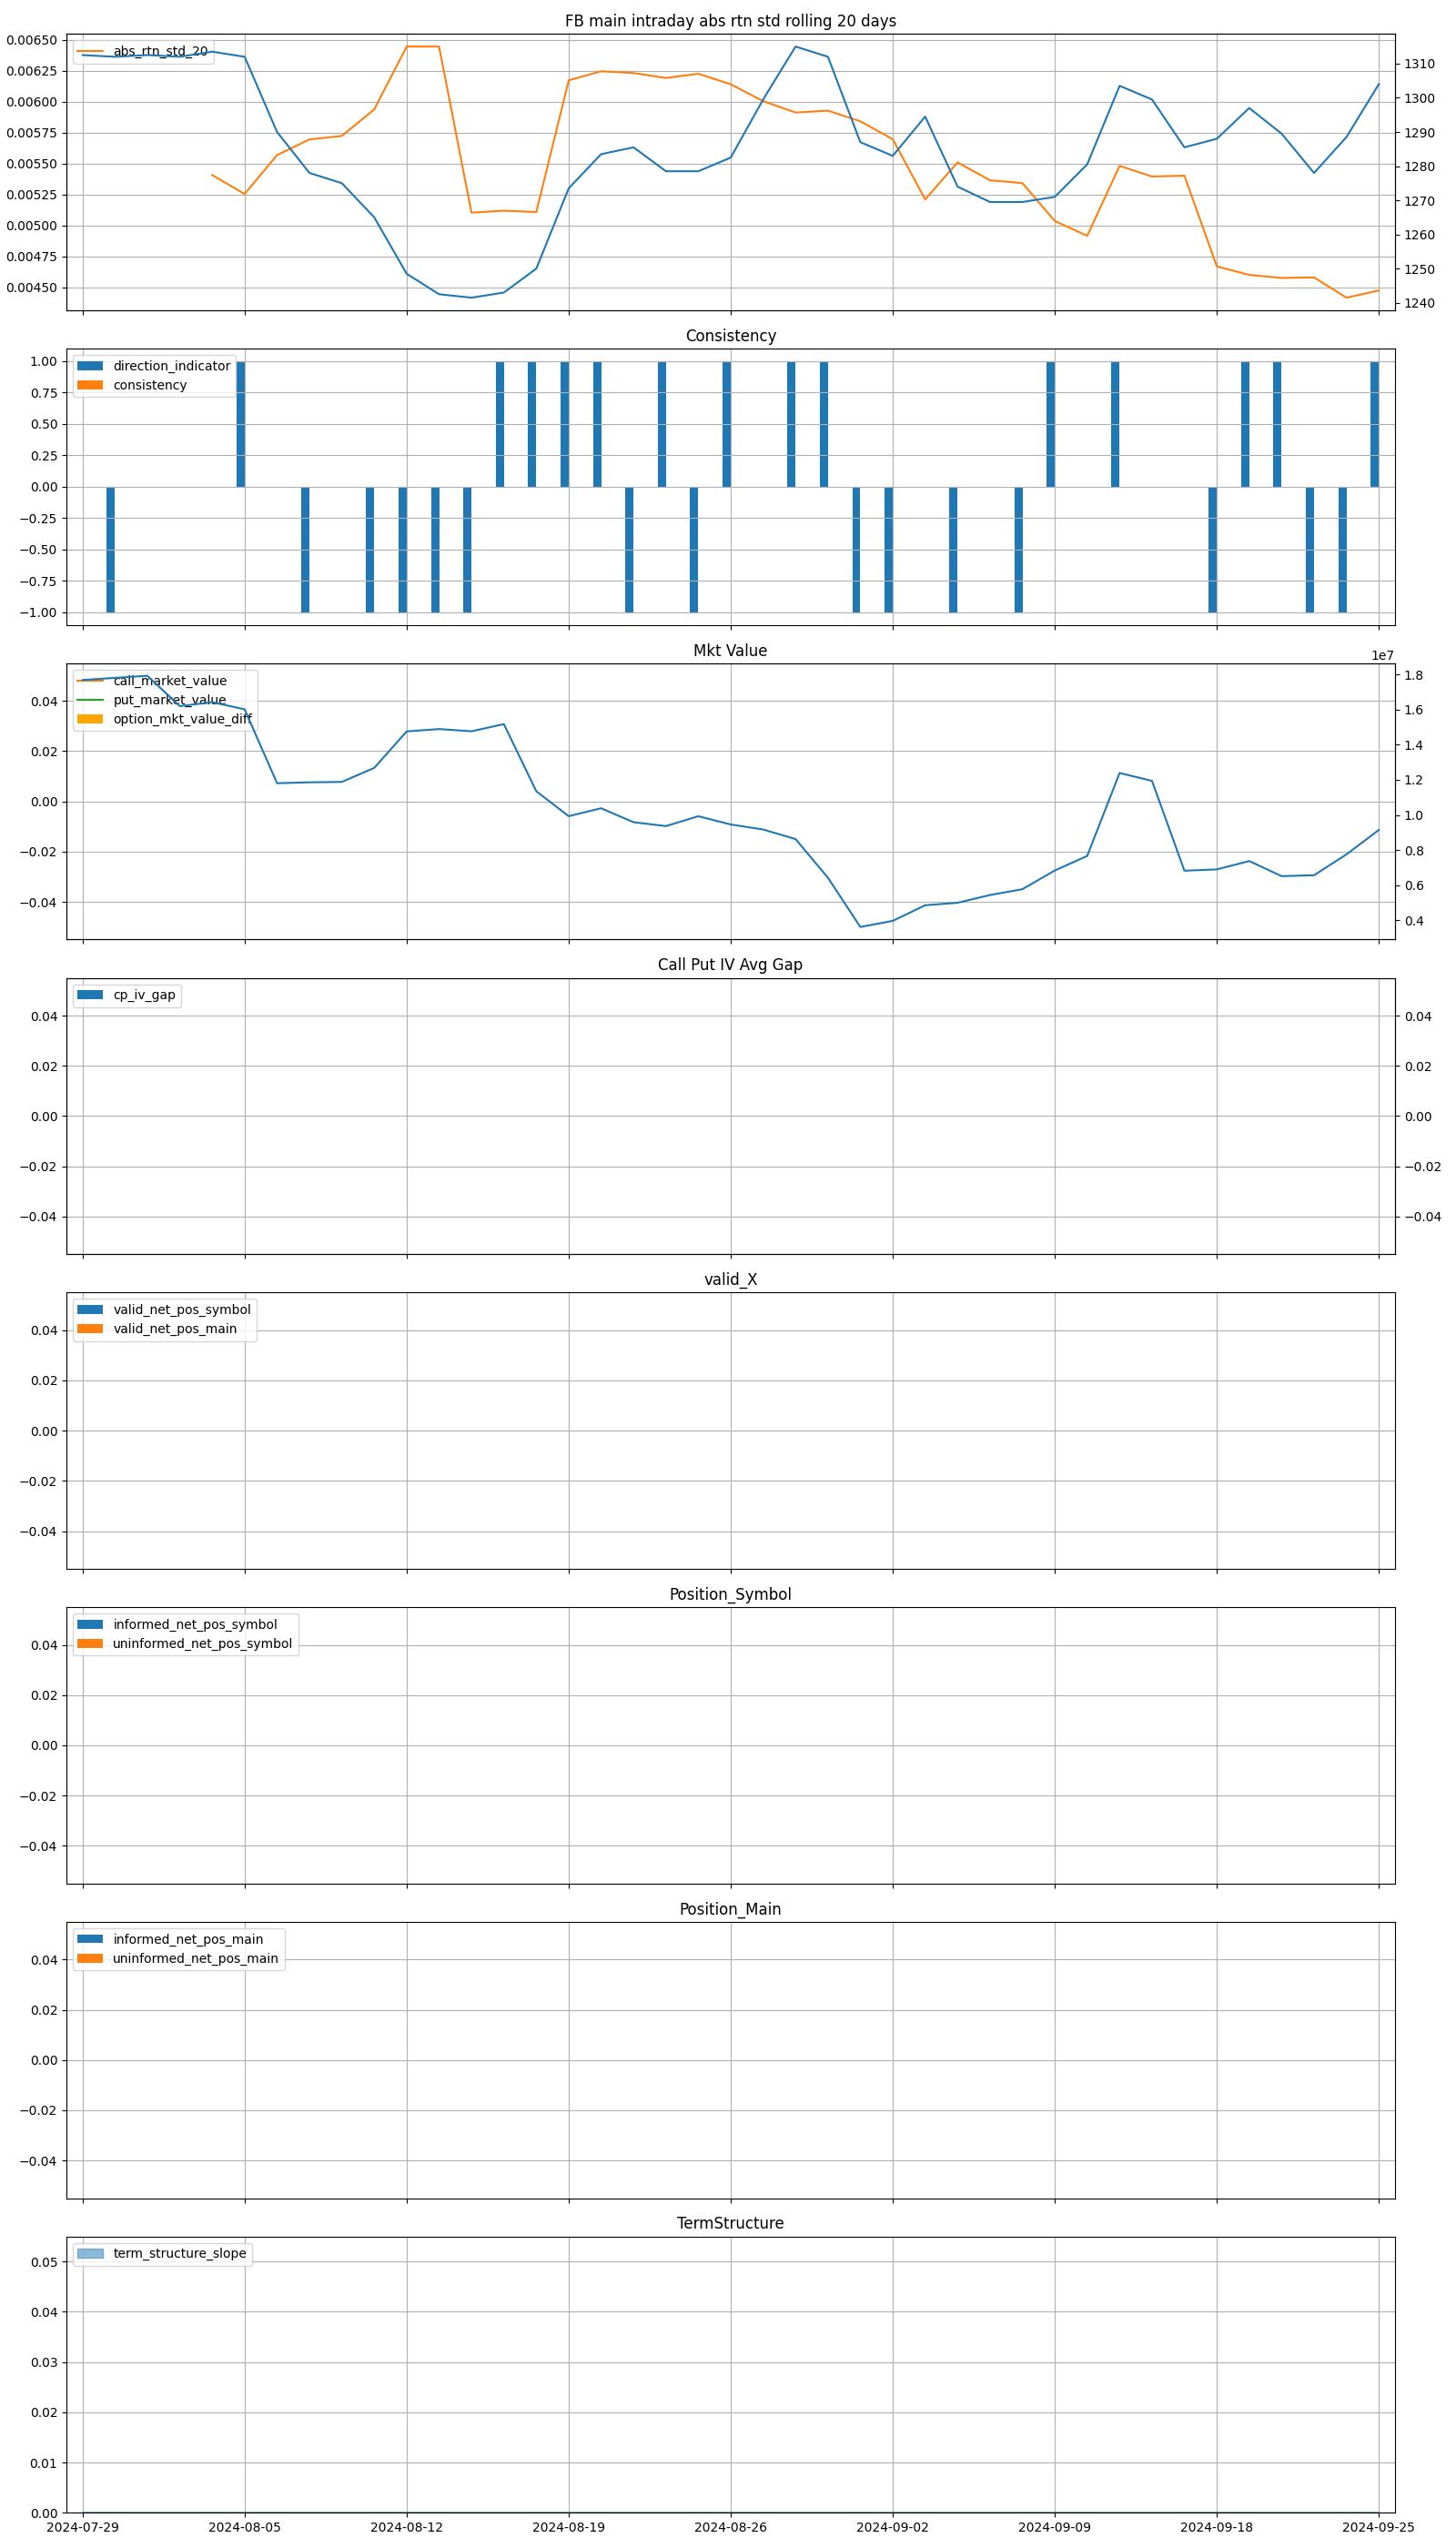 FB main intraday abs rtn std rolling 20 days
abs_rtn_std_20
0.00650
0.00625
0.00600
0.00575
0.00550
0.00525
0.00500
0.00475
0.00450
1310
1300
1290
1280
1270
1260
1250
1240
Consistency
direction_indicator
consistency
1.00
0.75
0.50
0.25
0.00
−0.25
−0.50
−0.75
−1.00
Mkt Value
1e7
call_market_value
put_market_value
option_mkt_value_diff
0.04
0.02
0.00
−0.02
−0.04
1.8
1.6
1.4
1.2
1.0
0.8
0.6
0.4
Call Put IV Avg Gap
cp_iv_gap
0.04
0.02
0.00
−0.02
−0.04
0.04
0.02
0.00
−0.02
−0.04
valid_X
valid_net_pos_symbol
valid_net_pos_main
0.04
0.02
0.00
−0.02
−0.04
Position_Symbol
informed_net_pos_symbol
uninformed_net_pos_symbol
0.04
0.02
0.00
−0.02
−0.04
Position_Main
informed_net_pos_main
uninformed_net_pos_main
0.04
0.02
0.00
−0.02
−0.04
TermStructure
term_structure_slope
0.05
0.04
0.03
0.02
0.01
0.00
2024-07-29 2024-08-05 2024-08-12 2024-08-19 2024-08-26 2024-09-02 2024-09-09 2024-09-18 2024-09-25